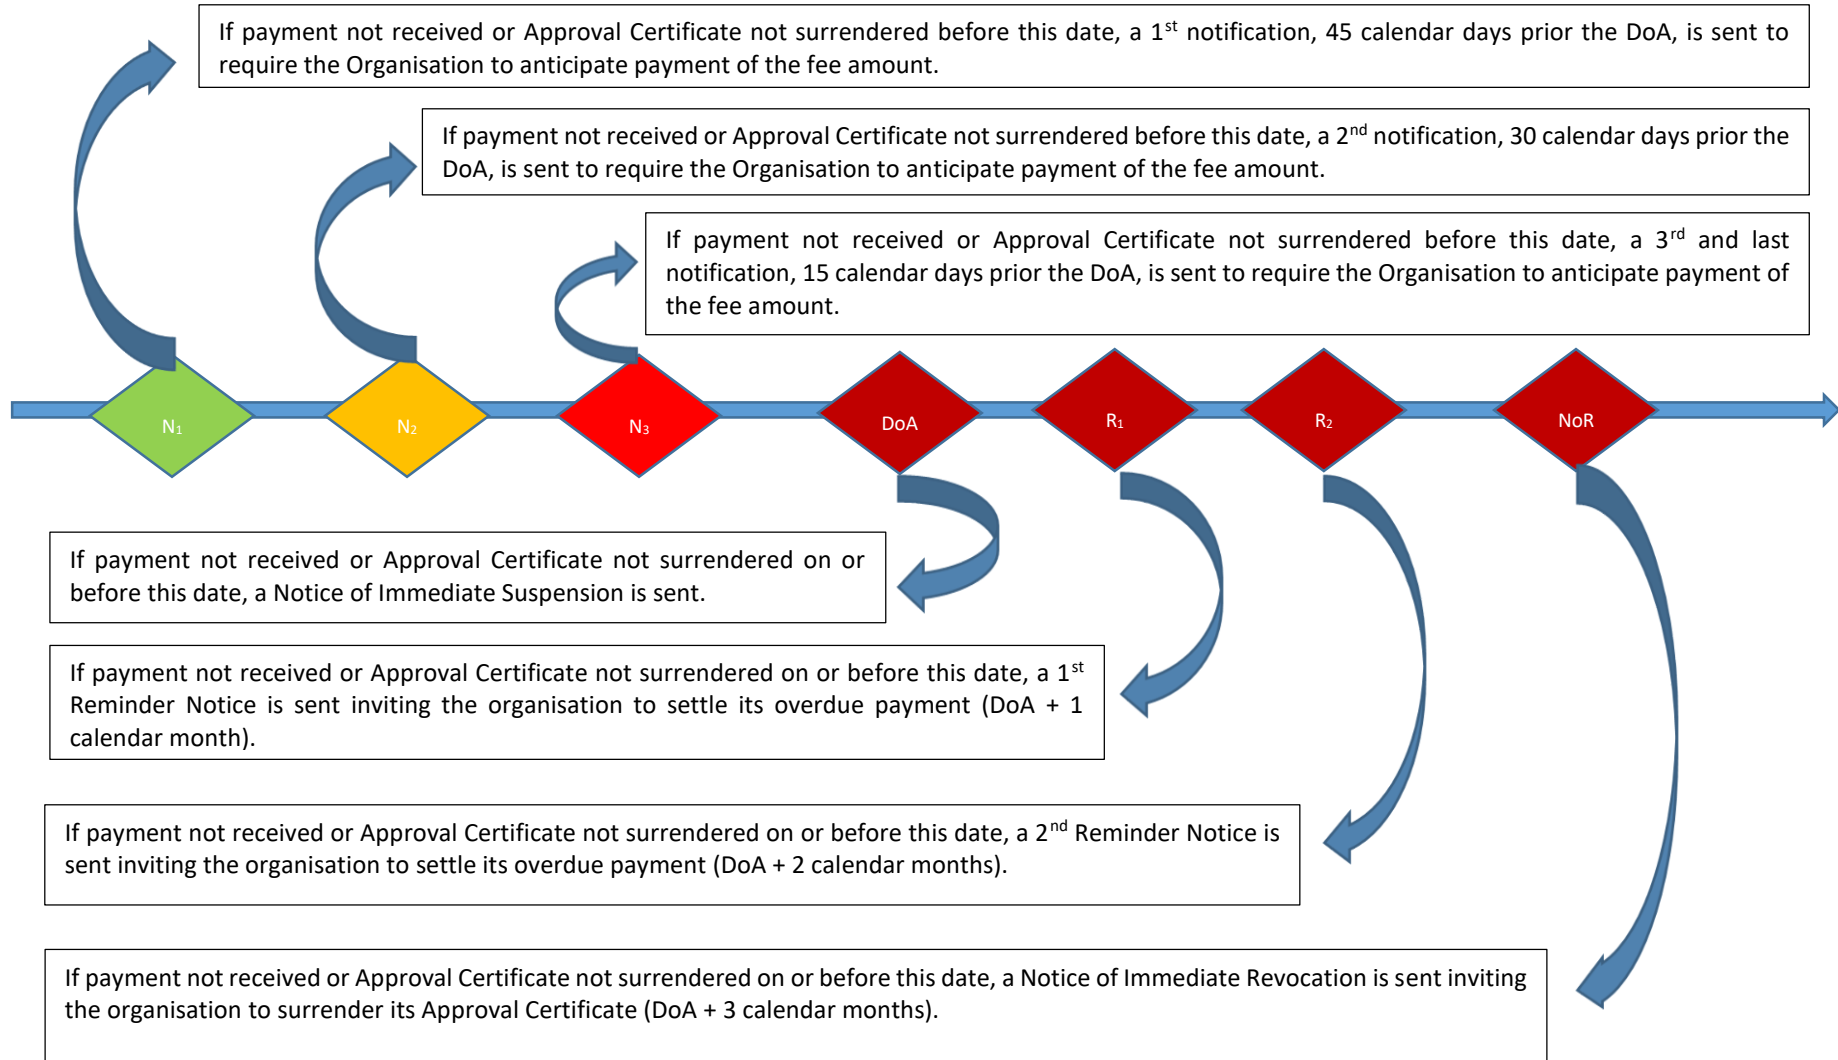 If payment not received or Approval Certificate not surrendered before this date, a 1st notification, 45 calendar days prior the DoA, is sent to
require the Organisation to anticipate payment of the fee amount.
If payment not received or Approval Certificate not surrendered before this date, a 2nd notification, 30 calendar days prior the
DoA, is sent to require the Organisation to anticipate payment of the fee amount.
If payment not received or Approval Certificate not surrendered before this date, a 3rd and last
notification, 15 calendar days prior the DoA, is sent to require the Organisation to anticipate payment of
the fee amount.
N1
N2
N3
DoA
R1
R2
NoR
If payment not received or Approval Certificate not surrendered on or
before this date, a Notice of Immediate Suspension is sent.
If payment not received or Approval Certificate not surrendered on or before this date, a 1st
Reminder Notice is sent inviting the organisation to settle its overdue payment (DoA + 1
calendar month).
If payment not received or Approval Certificate not surrendered on or before this date, a 2nd Reminder Notice is
sent inviting the organisation to settle its overdue payment (DoA + 2 calendar months).
If payment not received or Approval Certificate not surrendered on or before this date, a Notice of Immediate Revocation is sent inviting
the organisation to surrender its Approval Certificate (DoA + 3 calendar months).